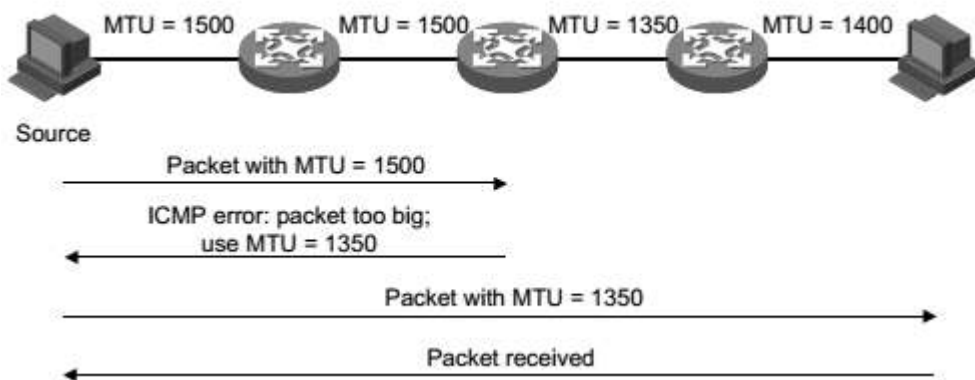 MTU = 1500
MTU = 1500
MTU = 1350
MTU = 1400
Source
Packet with MTU = 1500
ICMP error: packet too big;
use MTU = 1350
Packet with MTU = 1350
Packet received